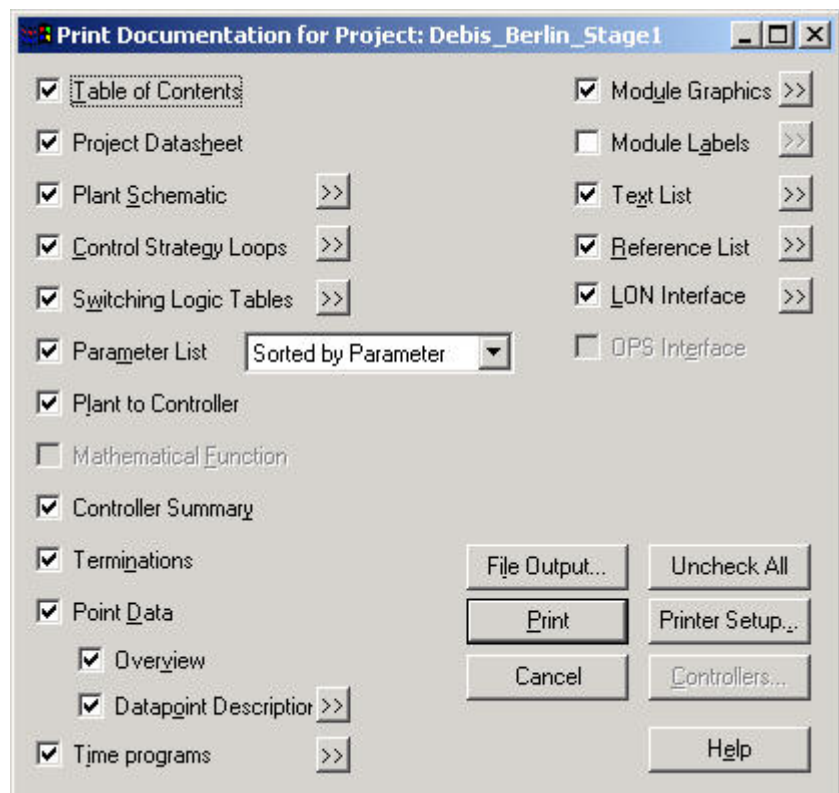 Print Documentation for Project: Debis_Berlin_Stage1
Table of Contents
Project Datasheet
Plant Schematic >>
Control Strategy Loops >>
Switching Logic Tables >>
Parameter List Sorted by Parameter
Plant to Controller
Mathematical Function
Controller Summary
Terminations
Point Data
Overview
Datapoint Description >>
Time programs >>
Module Graphics >>
Module Labels >>
Text List >>
Reference List >>
LON Interface >>
OPS Interface
File Output... Uncheck All
Print Printer Setup...
Cancel Controllers...
Help